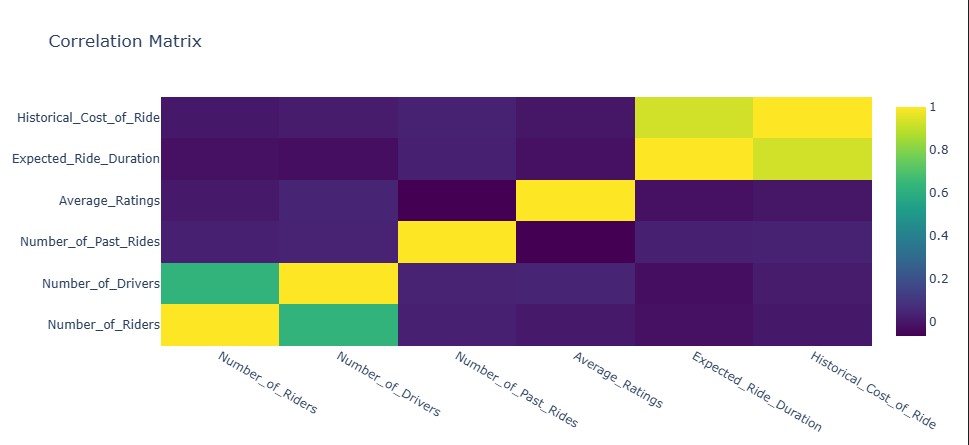 Correlation Matrix
Historical_Cost_of_Ride
Expected_Ride_Duration
Average_Ratings
Number_of_Past_Rides
Number_of_Drivers
Number_of_Riders
Number_of_Riders
Number_of_Drivers
Number_of_Past_Rides
Average_Ratings
Expected_Ride_Duration
Historical_Cost_of_Ride
1
0.8
0.6
0.4
0.2
0